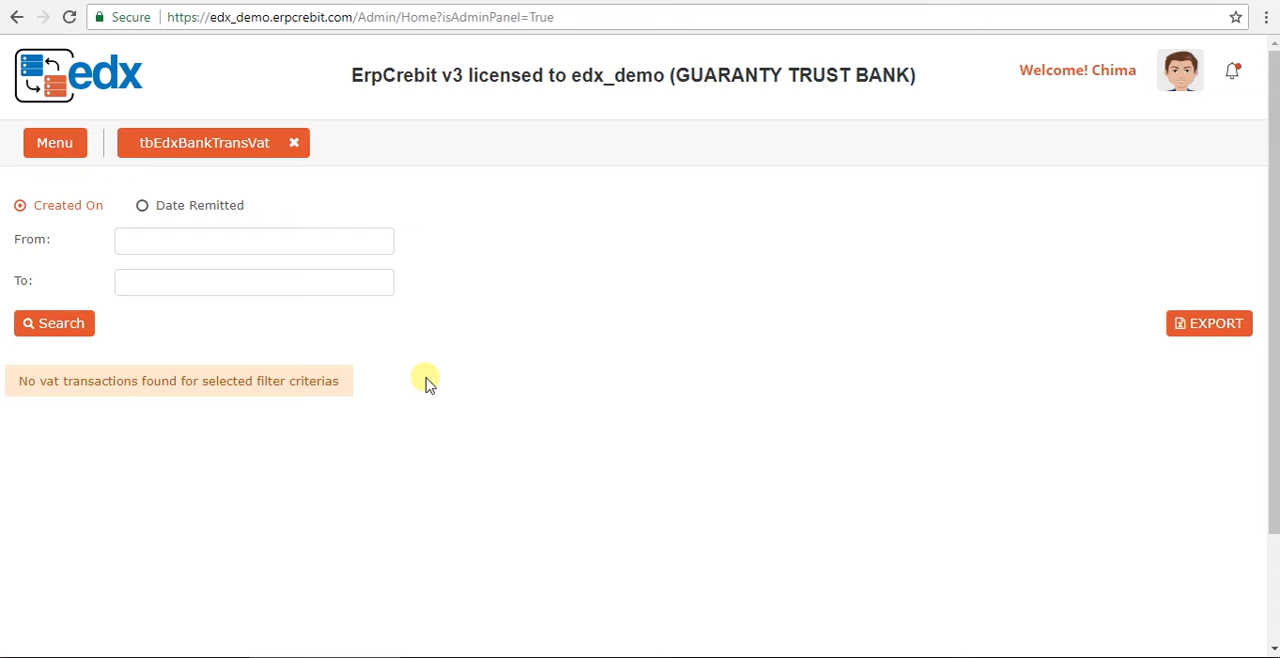 Secure https://edx_demo.erpcrebit.com/Admin/Home?isAdminPanel=True
edx
ErpCrebit v3 licensed to edx_demo (GUARANTY TRUST BANK)
Welcome! Chima
Menu
tbEdxBankTransVat
Created On
Date Remitted
From:
To:
Search
EXPORT
No vat transactions found for selected filter criterias